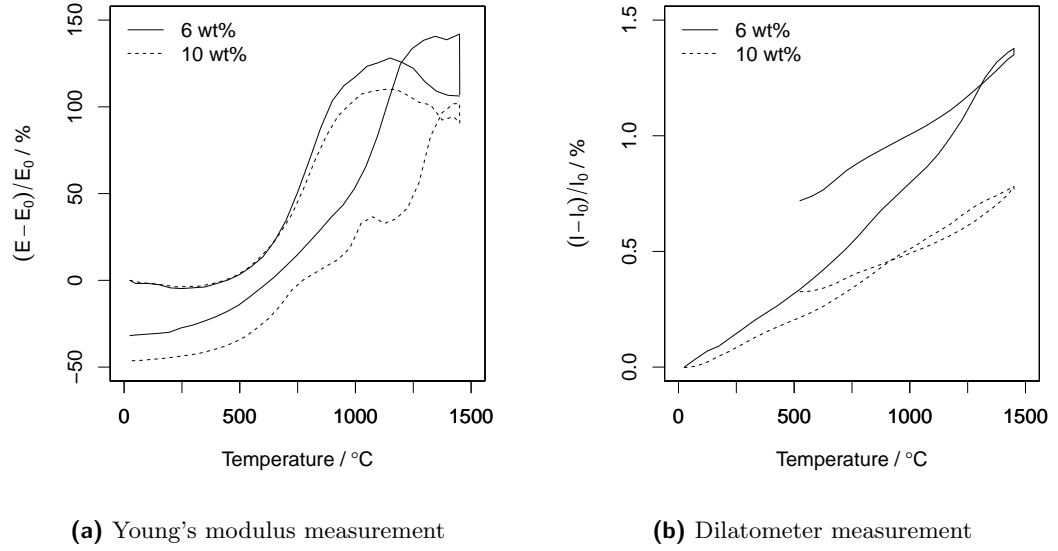 6 wt%
10 wt%
(E − E₀)/E₀ / %
150
100
50
0
−50
0
500
1000
1500
Temperature / °C
(a) Young's modulus measurement
6 wt%
10 wt%
(l − l₀)/l₀ / %
1.5
1.0
0.5
0.0
0
500
1000
1500
Temperature / °C
(b) Dilatometer measurement